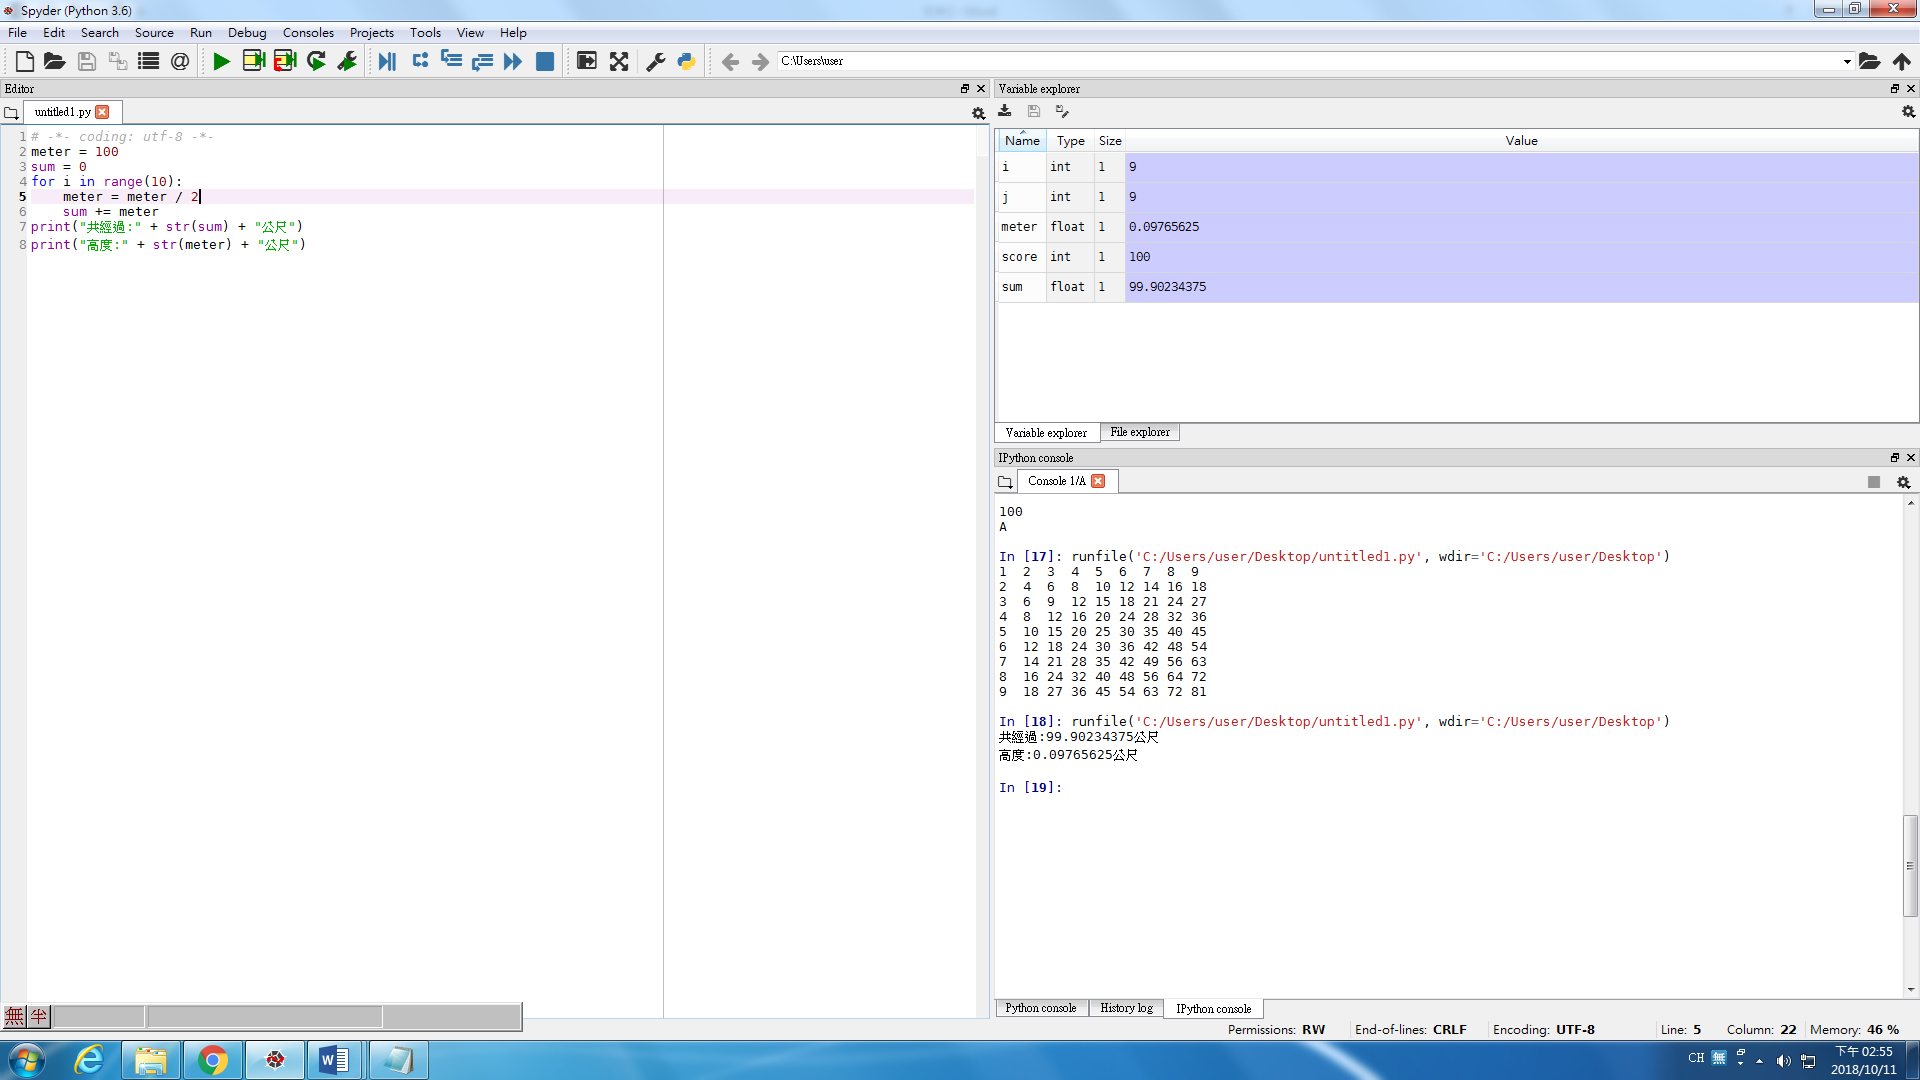 Spyder (Python 3.6)
File Edit Search Source Run Debug Consoles Projects Tools View Help
C:\Users\user
Editor
untitled1.py
1 # -*- coding: utf-8 -*-
2 meter = 100
3 sum = 0
4 for i in range(10):
5     meter = meter / 2
6     sum += meter
7 print("共經過:" + str(sum) + "公尺")
8 print("高度:" + str(meter) + "公尺")
Variable explorer
Name Type Size Value
i int 1 9
j int 1 9
meter float 1 0.09765625
score int 1 100
sum float 1 99.90234375
Variable explorer File explorer
IPython console
Console 1/A
100
A
In [17]: runfile('C:/Users/user/Desktop/untitled1.py', wdir='C:/Users/user/Desktop')
1 2 3 4 5 6 7 8 9
2 4 6 8 10 12 14 16 18
3 6 9 12 15 18 21 24 27
4 8 12 16 20 24 28 32 36
5 10 15 20 25 30 35 40 45
6 12 18 24 30 36 42 48 54
7 14 21 28 35 42 49 56 63
8 16 24 32 40 48 56 64 72
9 18 27 36 45 54 63 72 81
In [18]: runfile('C:/Users/user/Desktop/untitled1.py', wdir='C:/Users/user/Desktop')
共經過:99.90234375公尺
高度:0.09765625公尺
In [19]:
Python console History log IPython console
無 半
Permissions: RW End-of-lines: CRLF Encoding: UTF-8 Line: 5 Column: 22 Memory: 46 %
CH 無 下午 02:55
2018/10/11